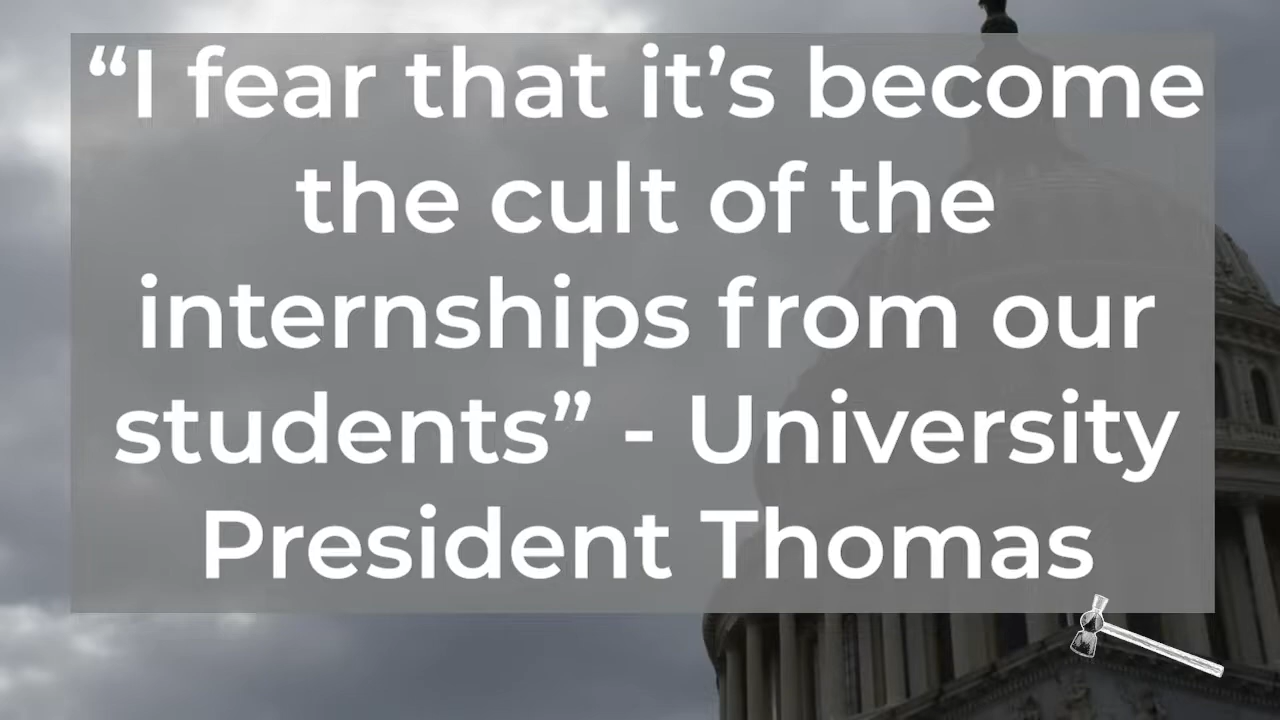 “I fear that it’s become
the cult of the
internships from our
students” - University
President Thomas